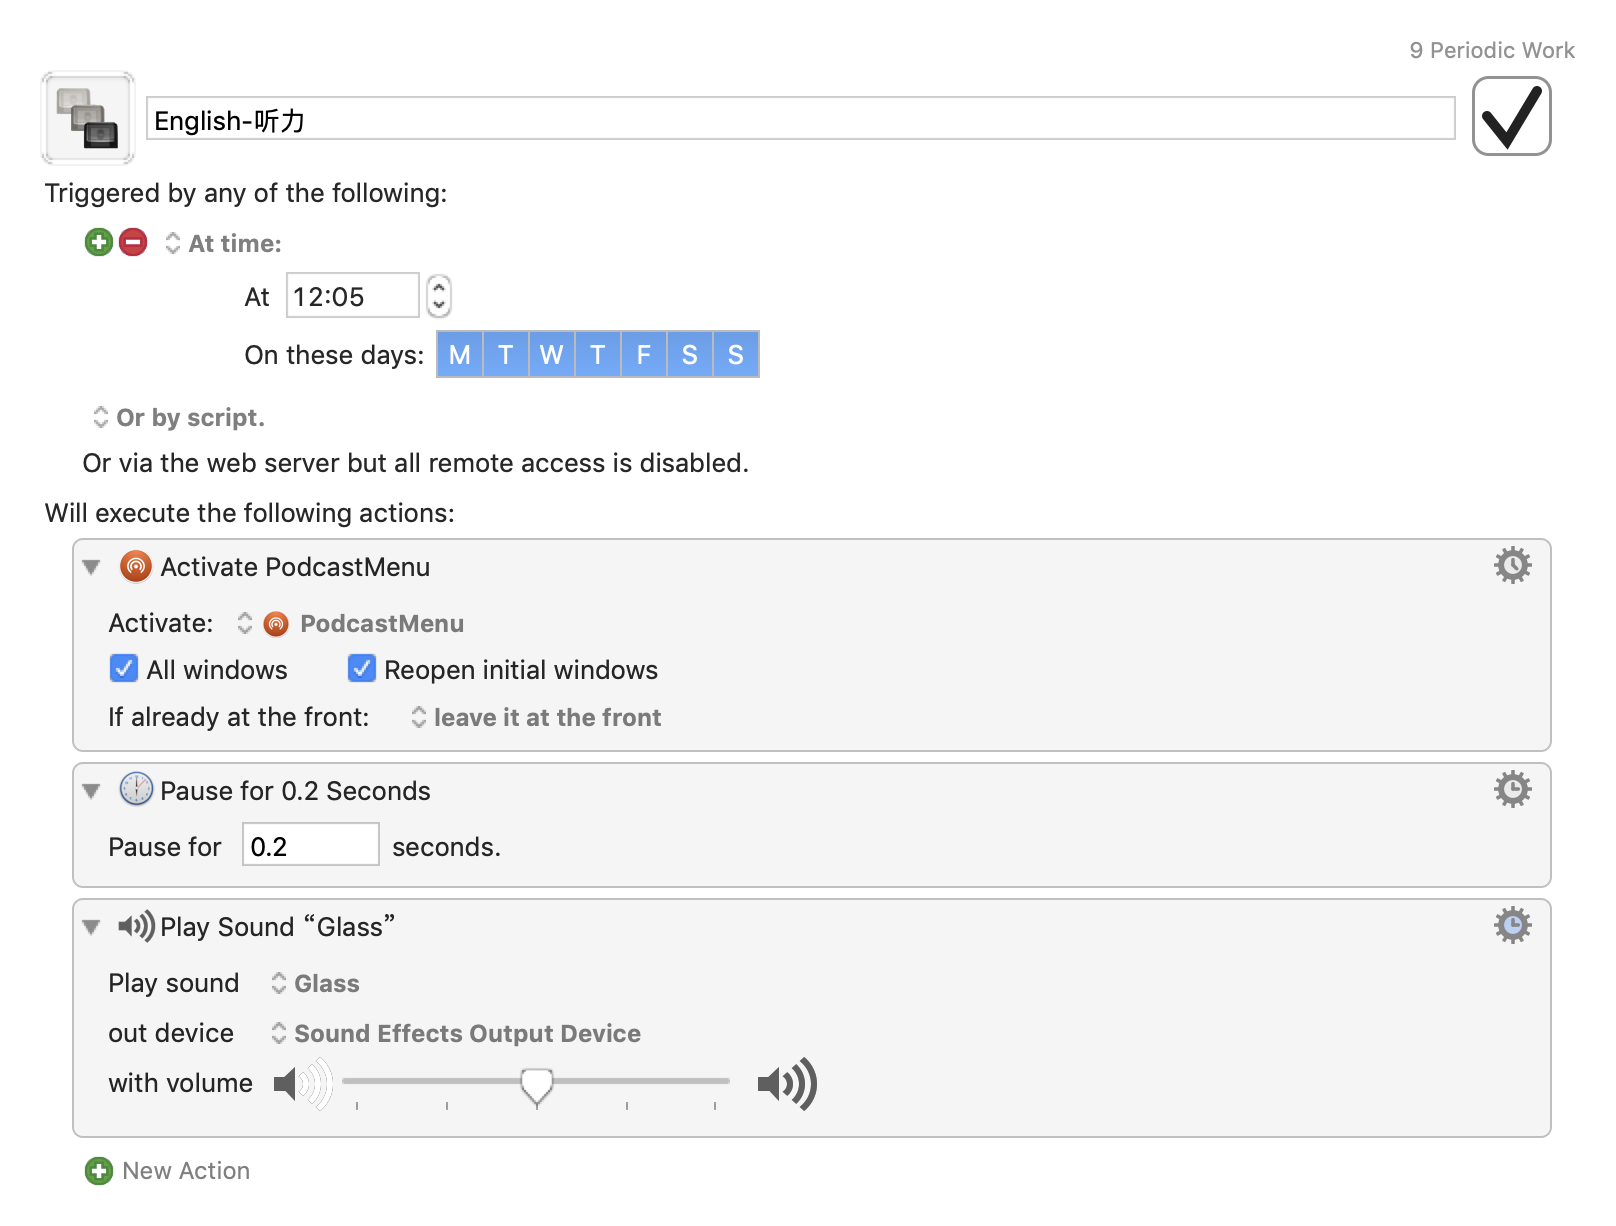 9 Periodic Work
English-听力
Triggered by any of the following:
At time:
At 12:05
On these days: M T W T F S S
Or by script.
Or via the web server but all remote access is disabled.
Will execute the following actions:
Activate PodcastMenu
Activate: PodcastMenu
All windows Reopen initial windows
If already at the front: leave it at the front
Pause for 0.2 Seconds
Pause for 0.2 seconds.
Play Sound “Glass”
Play sound Glass
out device Sound Effects Output Device
with volume
New Action